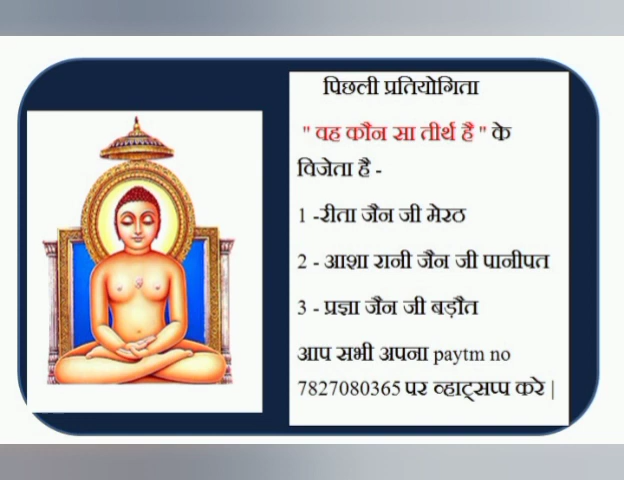 पिछली प्रतियोगिता
" वह कौन सा तीर्थ है " के
विजेता है -
1 -रीता जैन जी मेरठ
2 - आशा रानी जैन जी पानीपत
3 - प्रज्ञा जैन जी बड़ौत
आप सभी अपना paytm no
7827080365 पर व्हाट्सप्प करे |